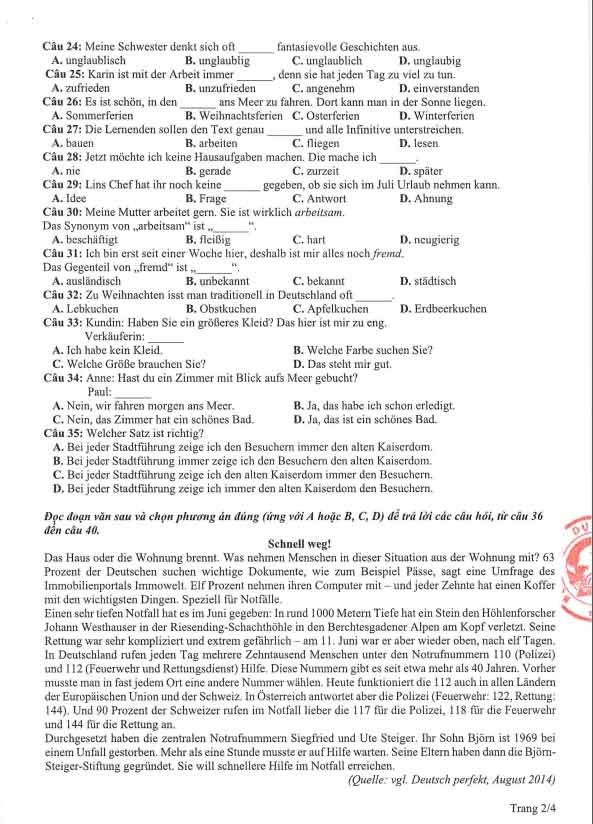 Câu 24: Meine Schwester denkt sich oft ______ fantasievolle Geschichten aus.
A. unglaubisch B. unglaublig C. unglaublich D. unglaubig
Câu 25: Karin ist mit der Arbeit immer ______, denn sie hat jeden Tag zu viel zu tun.
A. zufrieden B. unzufrieden C. angenehm D. einverstanden
Câu 26: Es ist schön, in den ______ ans Meer zu fahren. Dort kann man in der Sonne liegen.
A. Sommerferien B. Weihnachtsferien C. Osterferien D. Winterferien
Câu 27: Die Lernenden sollen den Text genau ______ und alle Infinitive unterstreichen.
A. bauen B. arbeiten C. fliegen D. lesen
Câu 28: Jetzt möchte ich keine Hausaufgaben machen. Die mache ich ______.
A. nie B. gerade C. zurzeit D. später
Câu 29: Lins Chef hat ihr noch keine ______ gegeben, ob sie sich im Juli Urlaub nehmen kann.
A. Idee B. Frage C. Antwort D. Ahnung
Câu 30: Meine Mutter arbeitet gern. Sie ist wirklich arbeitsam.
Das Synonym von „arbeitsam“ ist „______“.
A. beschäftigt B. fleißig C. hart D. neugierig
Câu 31: Ich bin erst seit einer Woche hier, deshalb ist mir alles noch fremd.
Das Gegenteil von „fremd“ ist „______“.
A. ausländisch B. unbekannt C. bekannt D. städtisch
Câu 32: Zu Weihnachten isst man traditionell in Deutschland oft ______.
A. Lebkuchen B. Obstkuchen C. Apfelkuchen D. Erdbeerkuchen
Câu 33: Kundin: Haben Sie ein größeres Kleid? Das hier ist mir zu eng.
Verkäuferin: ______
A. Ich habe kein Kleid. B. Welche Farbe suchen Sie?
C. Welche Größe brauchen Sie? D. Das steht mir gut.
Câu 34: Anne: Hast du ein Zimmer mit Blick aufs Meer gebucht?
Paul: ______
A. Nein, wir fahren morgen ans Meer. B. Ja, das habe ich schon erledigt.
C. Nein, das Zimmer hat ein schönes Bad. D. Ja, das ist ein schönes Bad.
Câu 35: Welcher Satz ist richtig?
A. Bei jeder Stadtführung zeige ich den Besuchern immer den alten Kaiserdom.
B. Bei jeder Stadtführung immer zeige ich den Besuchern den alten Kaiserdom.
C. Bei jeder Stadtführung zeige ich den alten Kaiserdom immer den Besuchern.
D. Bei jeder Stadtführung zeige ich immer den alten Kaiserdom den Besuchern.
Đọc đoạn văn sau và chọn phương án đúng (ứng với A hoặc B, C, D) để trả lời các câu hỏi, từ câu 36
đến câu 40.
Schnell weg!
Das Haus oder die Wohnung brennt. Was nehmen Menschen in dieser Situation aus der Wohnung mit? 63
Prozent der Deutschen suchen wichtige Dokumente, wie zum Beispiel Pässe, sagt eine Umfrage des
Immobilienportals Immowelt. Elf Prozent nehmen ihren Computer mit – und jeder Zehnte hat einen Koffer
mit den wichtigsten Dingen. Speziell für Notfälle.
Einen sehr tiefen Notfall hat es im Juni gegeben: In rund 1000 Metern Tiefe hat ein Stein den Höhlenforscher
Johann Westhauser in der Riesending-Schachthöhle in den Berchtesgadener Alpen am Kopf verletzt. Seine
Rettung war sehr kompliziert und extrem gefährlich – am 11. Juni war er aber wieder oben, nach elf Tagen.
In Deutschland rufen jeden Tag mehrere Zehntausend Menschen unter den Notrufnummern 110 (Polizei)
und 112 (Feuerwehr und Rettungsdienst) Hilfe. Diese Nummern gibt es seit etwa mehr als 40 Jahren. Vorher
musste man in fast jedem Ort eine andere Nummer wählen. Heute funktioniert die 112 auch in allen Ländern
der Europäischen Union und der Schweiz. In Österreich antwortet aber die Polizei (Feuerwehr: 122, Rettung:
144). Und 90 Prozent der Schweizer rufen im Notfall lieber die 117 für die Polizei, 118 für die Feuerwehr
und 144 für die Rettung an.
Durchgesetzt haben die zentralen Notrufnummern Siegfried und Ute Steiger. Ihr Sohn Björn ist 1969 bei
einem Unfall gestorben. Mehr als eine Stunde musste er auf Hilfe warten. Seine Eltern haben dann die Björn-
Steiger-Stiftung gegründet. Sie will schnellere Hilfe im Notfall erreichen.
(Quelle: vgl. Deutsch perfekt, August 2014)
Trang 2/4